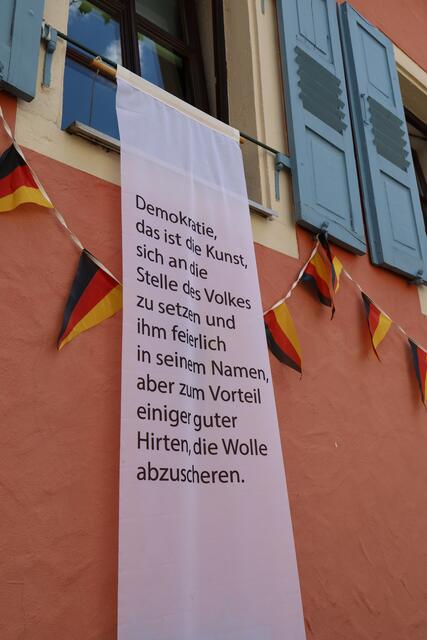 Demokratie,
das ist die Kunst,
sich an die
Stelle des Volkes
zu setzen und
ihm feierlich
in seinem Namen,
aber zum Vorteil
einiger guter
Hirten, die Wolle
abzuscheren.